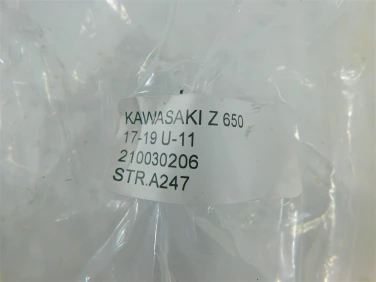 KAWASAKI Z 650
17-19 U-11
210030206
STR.A247